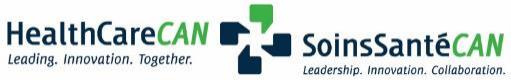 HealthCareCAN
Leading. Innovation. Together.
SoinsSantéCAN
Leadership. Innovation. Collaboration.